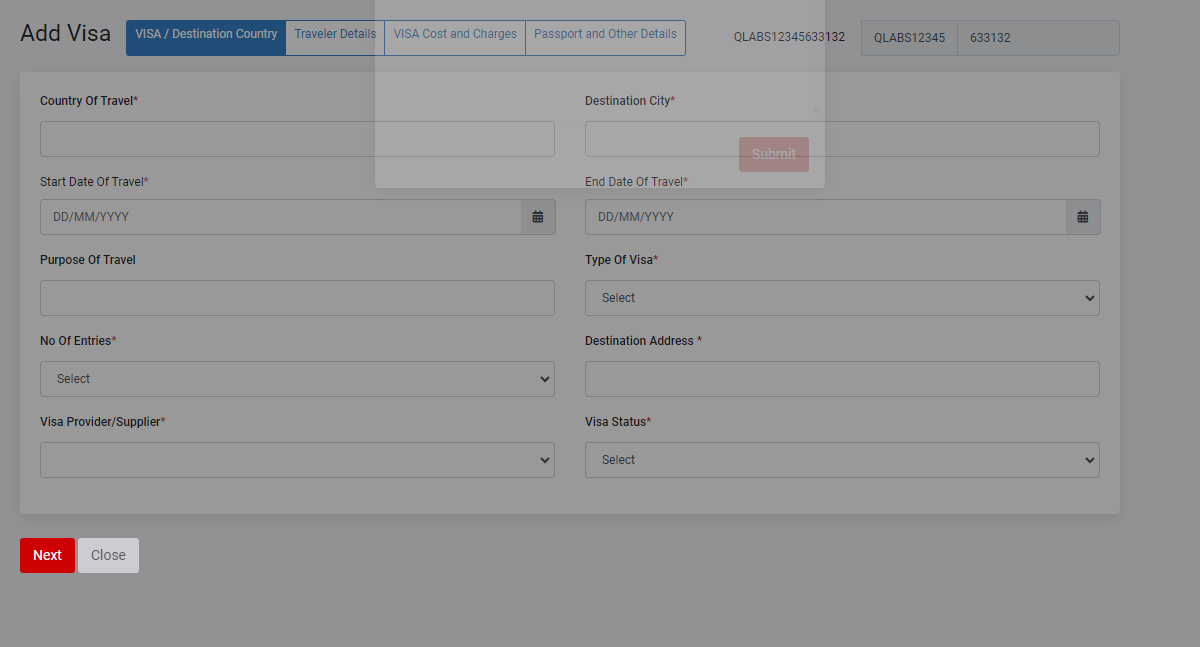 Add Visa
VISA / Destination Country
Traveler Details
VISA Cost and Charges
Passport and Other Details
QLABS12345633132
QLABS12345
633132
Country Of Travel*
Destination City*
Submit
Start Date Of Travel*
End Date Of Travel*
DD/MM/YYYY
DD/MM/YYYY
Purpose Of Travel
Type Of Visa*
Select
No Of Entries*
Destination Address *
Select
Visa Provider/Supplier*
Visa Status*
Select
Next
Close